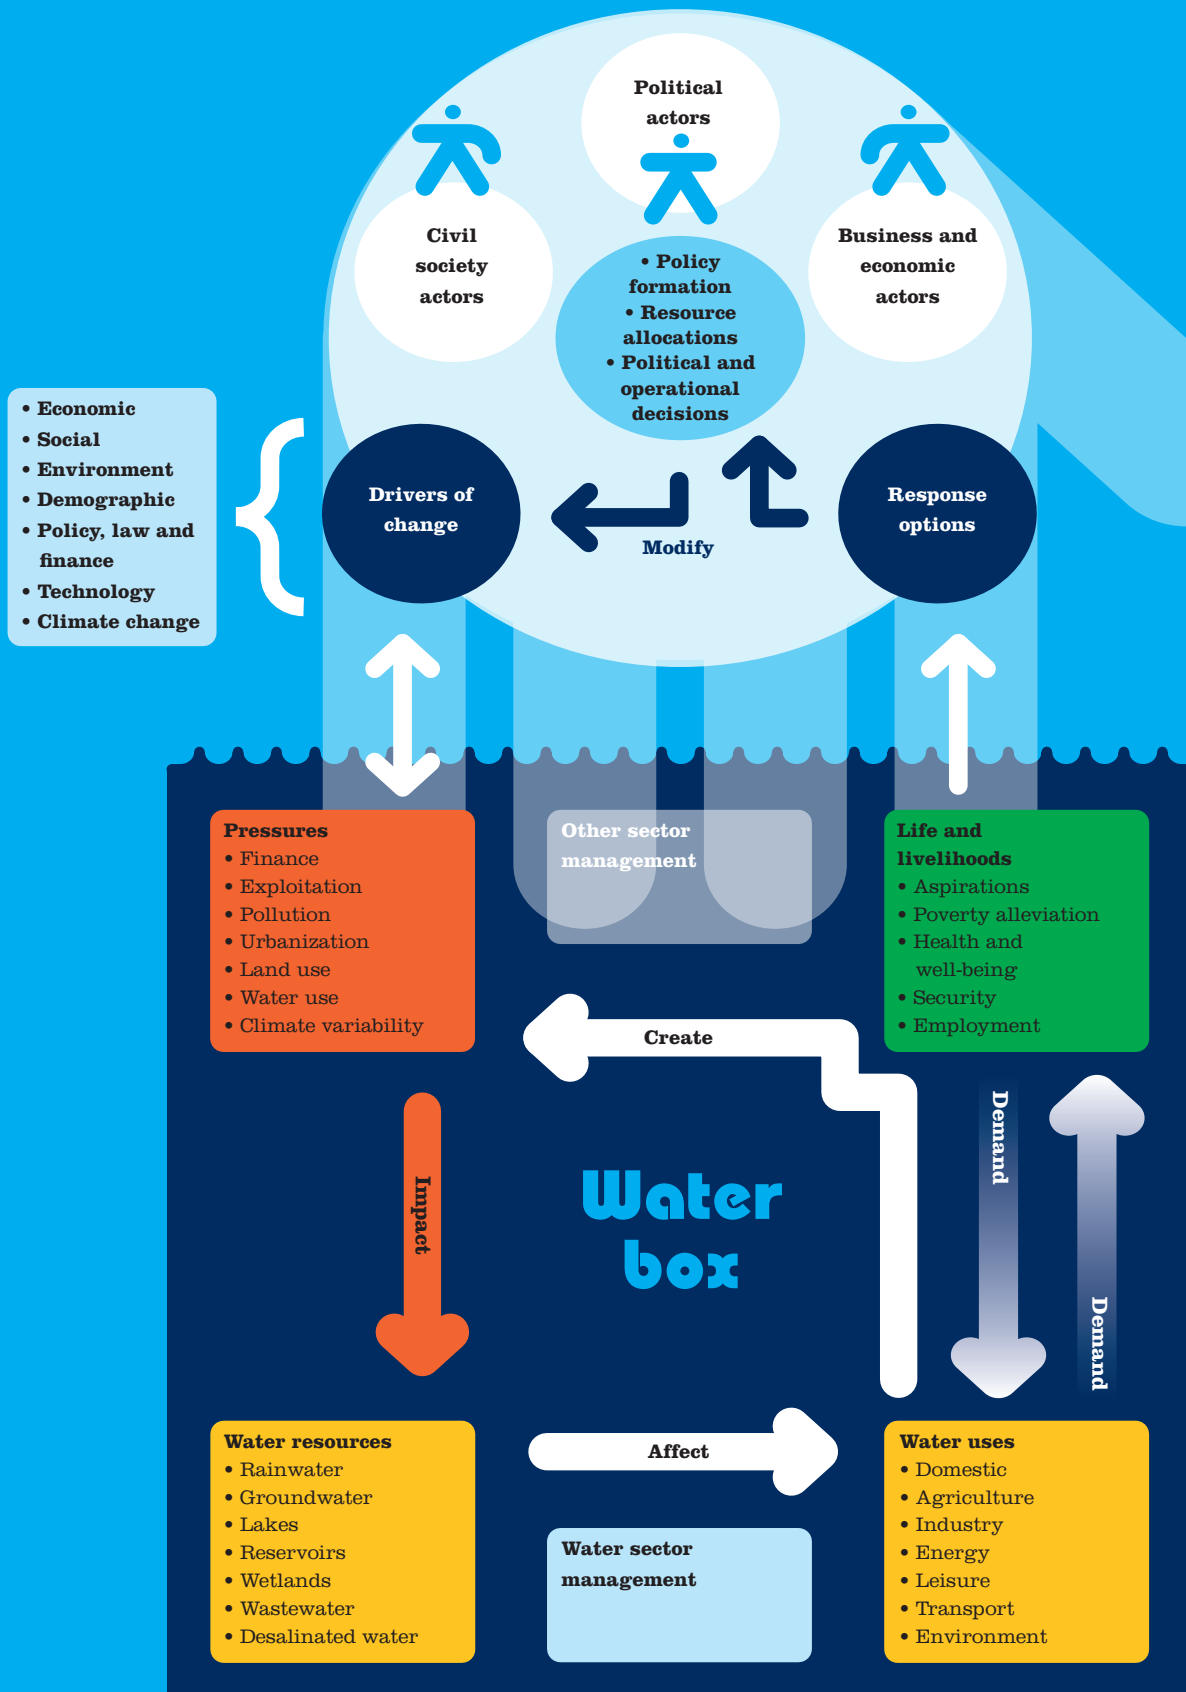 Political
actors
Civil
society
actors
Business and
economic
actors
• Policy
formation
• Resource
allocations
• Political and
operational
decisions
• Economic
• Social
• Environment
• Demographic
• Policy, law and
finance
• Technology
• Climate change
Drivers of
change
Modify
Response
options
Pressures
• Finance
• Exploitation
• Pollution
• Urbanization
• Land use
• Water use
• Climate variability
Other sector
management
Life and
livelihoods
• Aspirations
• Poverty alleviation
• Health and
well-being
• Security
• Employment
Create
Impact
Water
box
Demand
Demand
Water resources
• Rainwater
• Groundwater
• Lakes
• Reservoirs
• Wetlands
• Wastewater
• Desalinated water
Affect
Water sector
management
Water uses
• Domestic
• Agriculture
• Industry
• Energy
• Leisure
• Transport
• Environment